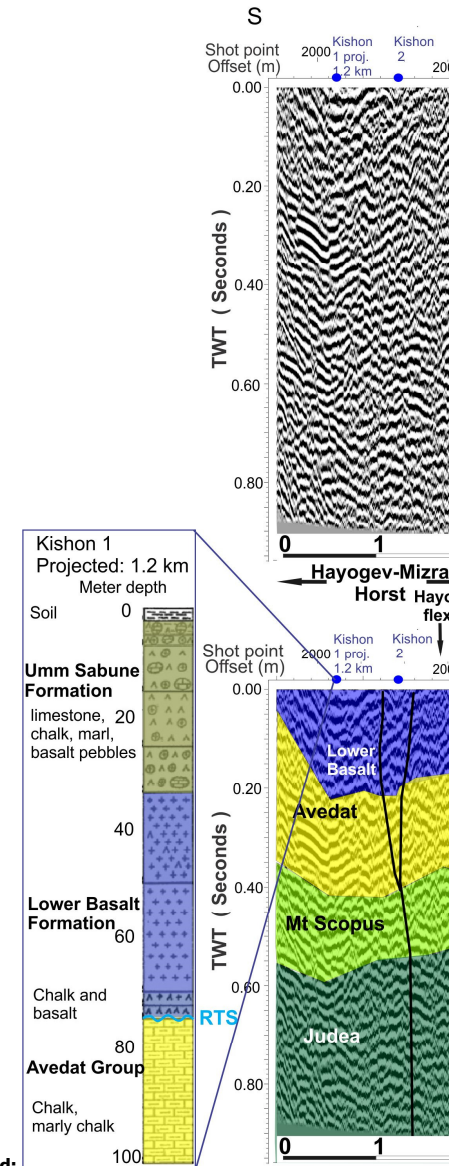 S
Shot point
Offset (m)
2000
Kishon
1 proj.
1.2 km
Kishon
2
200
0.00
0.20
0.40
0.60
0.80
TWT ( Seconds )
0
1
Hayogev-Mizra
Horst
Hayo
flex
Kishon 1
Projected: 1.2 km
Meter depth
Soil
0
Umm Sabune
Formation
limestone,
chalk, marl,
basalt pebbles
20
40
Lower Basalt
Formation
60
Chalk and
basalt
RTS
80
Avedat Group
Chalk,
marly chalk
100
d:
Shot point
Offset (m)
2000
Kishon
1 proj.
1.2 km
Kishon
2
200
0.00
0.20
0.40
0.60
0.80
TWT ( Seconds )
Lower
Basalt
Avedat
Mt Scopus
Judea
0
1